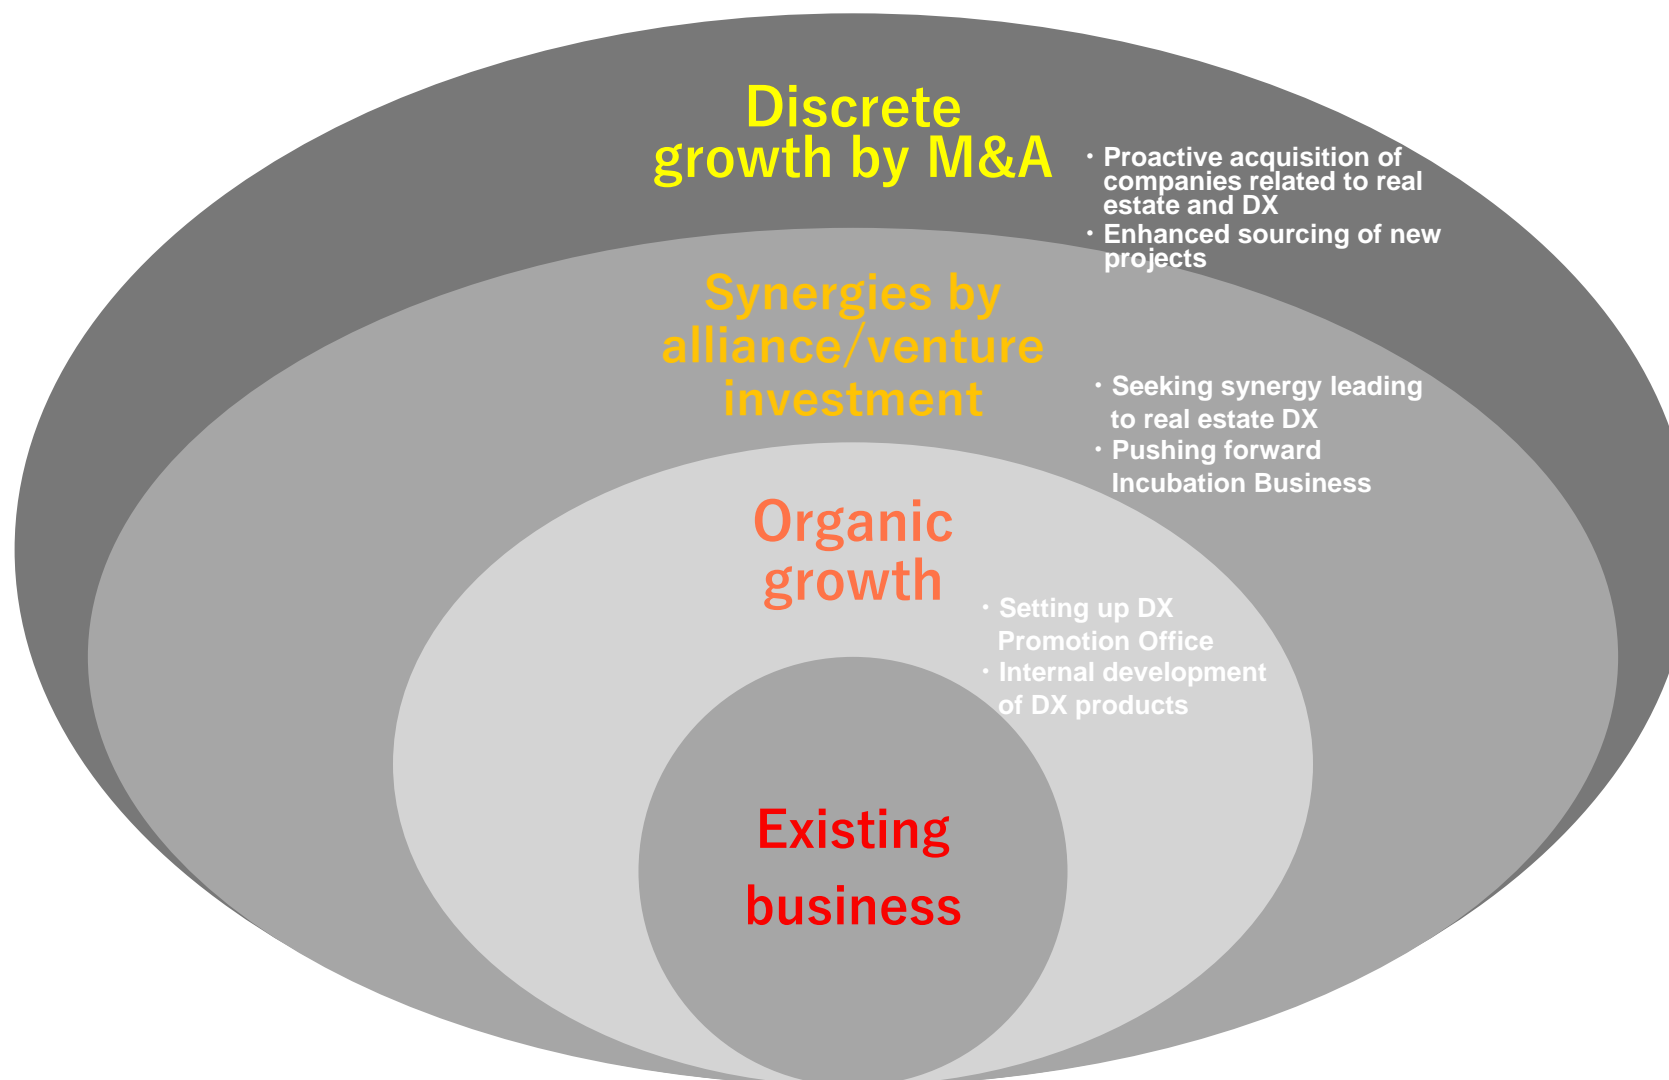 Discrete
growth by M&A
・Proactive acquisition of
companies related to real
estate and DX
・Enhanced sourcing of new
projects
Synergies by
alliance/venture
investment
・Seeking synergy leading
to real estate DX
・Pushing forward
Incubation Business
Organic
growth
・Setting up DX
Promotion Office
・Internal development
of DX products
Existing
business